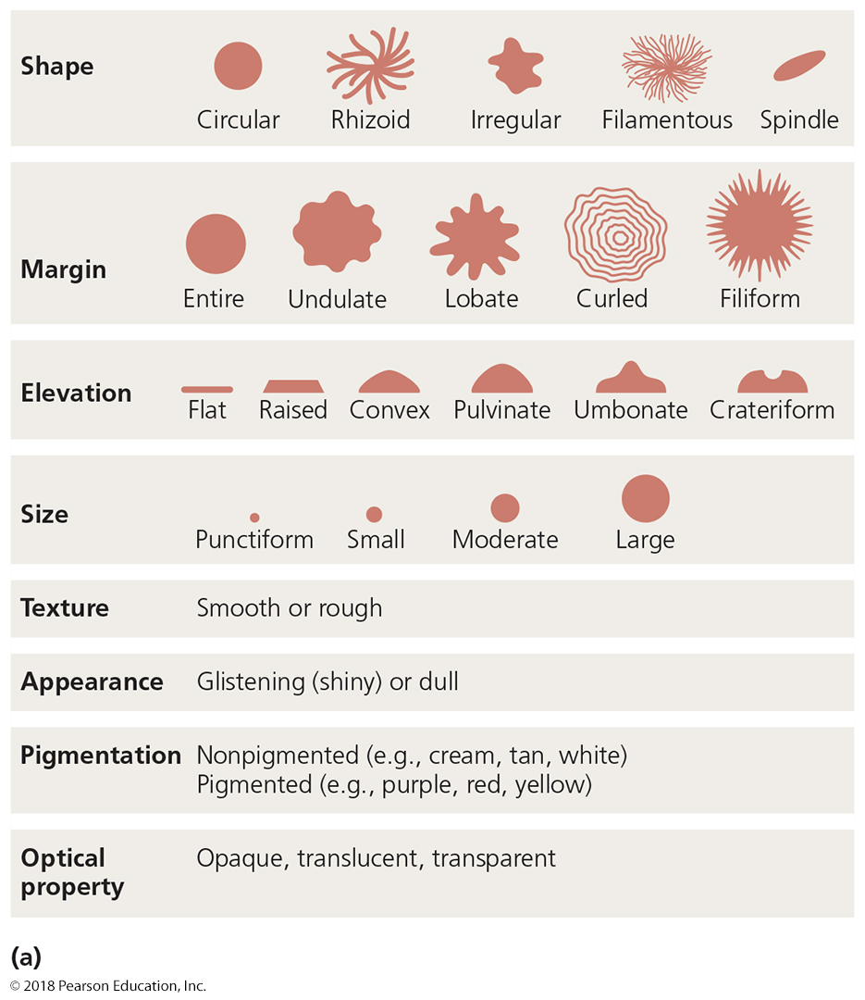 Shape
Circular Rhizoid Irregular Filamentous Spindle
Margin
Entire Undulate Lobate Curled Filiform
Elevation
Flat Raised Convex Pulvinate Umbonate Crateriform
Size
Punctiform Small Moderate Large
Texture Smooth or rough
Appearance Glistening (shiny) or dull
Pigmentation Nonpigmented (e.g., cream, tan, white)
Pigmented (e.g., purple, red, yellow)
Optical Opaque, translucent, transparent
property
(a)
© 2018 Pearson Education, Inc.